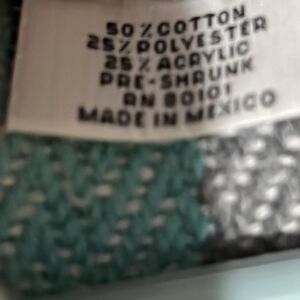 50% COTTON
25% POLYESTER
25% ACRYLIC
PRE-SHRUNK
RN 80101
MADE IN MEXICO